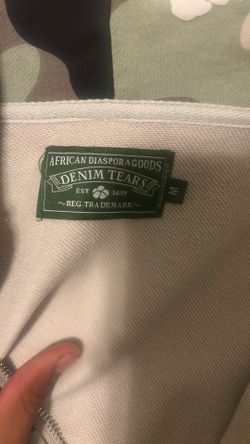 AFRICAN DIASPORA GOODS
DENIM TEARS
EST 1619
~REG TRADEMARK~
M